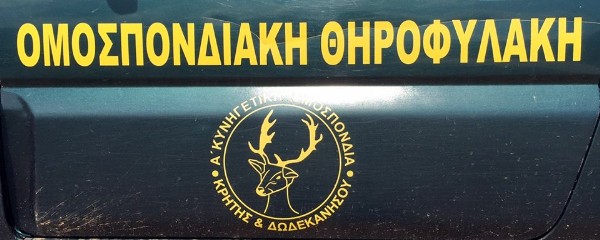 ΟΜΟΣΠΟΝΔΙΑΚΗ ΘΗΡΟΦΥΛΑΚΗ
Α΄ ΚΥΝΗΓΕΤΙΚΗ ΟΜΟΣΠΟΝΔΙΑ
ΚΡΗΤΗΣ & ΔΩΔΕΚΑΝΗΣΟΥ